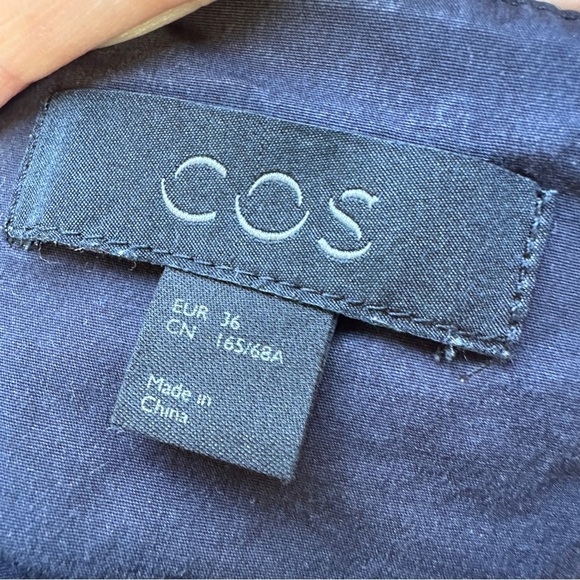 COS
EUR 36
CN 165/68A
Made in
China